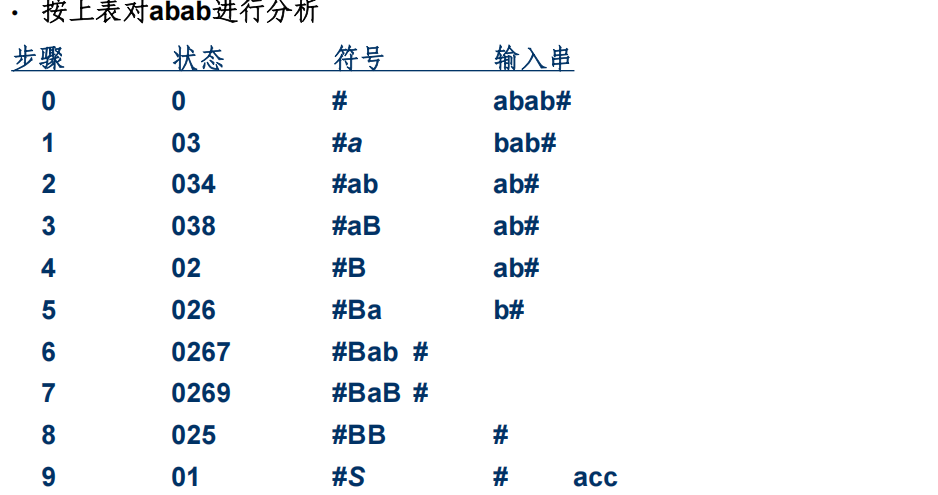 · 按上表对abab进行分析
步骤 状态 符号 输入串
0 0 # abab#
1 03 #a bab#
2 034 #ab ab#
3 038 #aB ab#
4 02 #B ab#
5 026 #Ba b#
6 0267 #Bab #
7 0269 #BaB #
8 025 #BB #
9 01 #S # acc